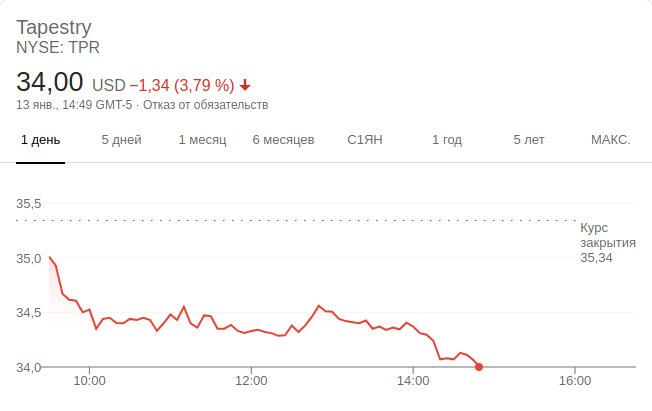 Tapestry
NYSE: TPR
34,00 USD −1,34 (3,79 %)
13 янв., 14:49 GMT-5 · Отказ от обязательств
1 день 5 дней 1 месяц 6 месяцев С1ЯН 1 год 5 лет МАКС.
35,5
Курс
закрытия
35,0 35,34
34,5
34,0
10:00 12:00 14:00 16:00